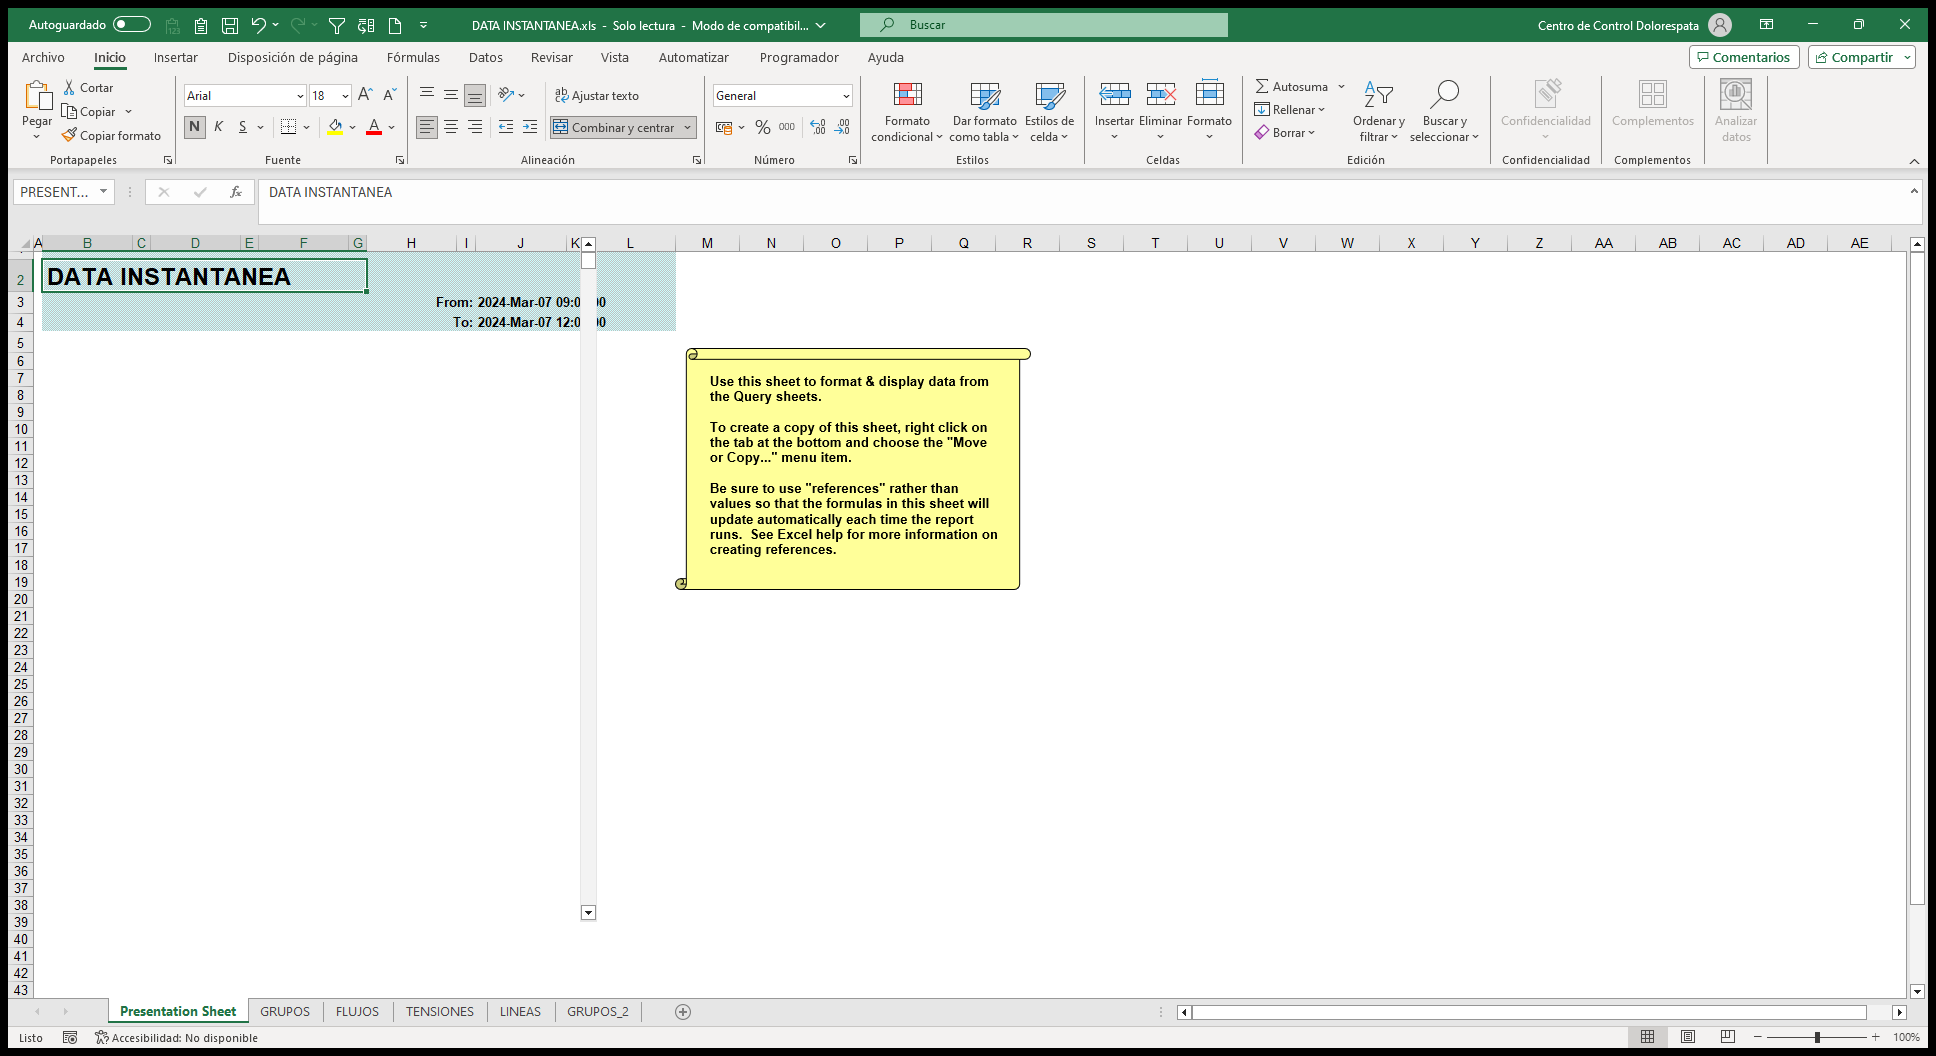 Autoguardado
DATA INSTANTANEA.xls - Solo lectura - Modo de compatibil...
Buscar
Centro de Control Dolorespata
Archivo Inicio Insertar Disposición de página Fórmulas Datos Revisar Vista Automatizar Programador Ayuda
Comentarios Compartir
Pegar
Cortar
Copiar
Copiar formato
Portapapeles
Arial 18
N K S
Fuente
Ajustar texto
Combinar y centrar
Alineación
General
% 000
Número
Formato condicional
Dar formato como tabla
Estilos de celda
Estilos
Insertar Eliminar Formato
Celdas
Autosuma
Rellenar
Borrar
Ordenar y filtrar
Buscar y seleccionar
Edición
Confidencialidad
Confidencialidad
Complementos
Complementos
Analizar datos
PRESENT...
fx
DATA INSTANTANEA
A B C D E F G H I J K L M N O P Q R S T U V W X Y Z AA AB AC AD AE
2 DATA INSTANTANEA
3 From: 2024-Mar-07 09:0 00
4 To: 2024-Mar-07 12:0 00
5
6
7
8
9
10
11
12
13
14
15
16
17
18
19
20
21
22
23
24
25
26
27
28
29
30
31
32
33
34
35
36
37
38
39
40
41
42
43
Use this sheet to format & display data from
the Query sheets.
To create a copy of this sheet, right click on
the tab at the bottom and choose the "Move
or Copy..." menu item.
Be sure to use "references" rather than
values so that the formulas in this sheet will
update automatically each time the report
runs. See Excel help for more information on
creating references.
Presentation Sheet GRUPOS FLUJOS TENSIONES LINEAS GRUPOS_2
Listo
Accesibilidad: No disponible
100%